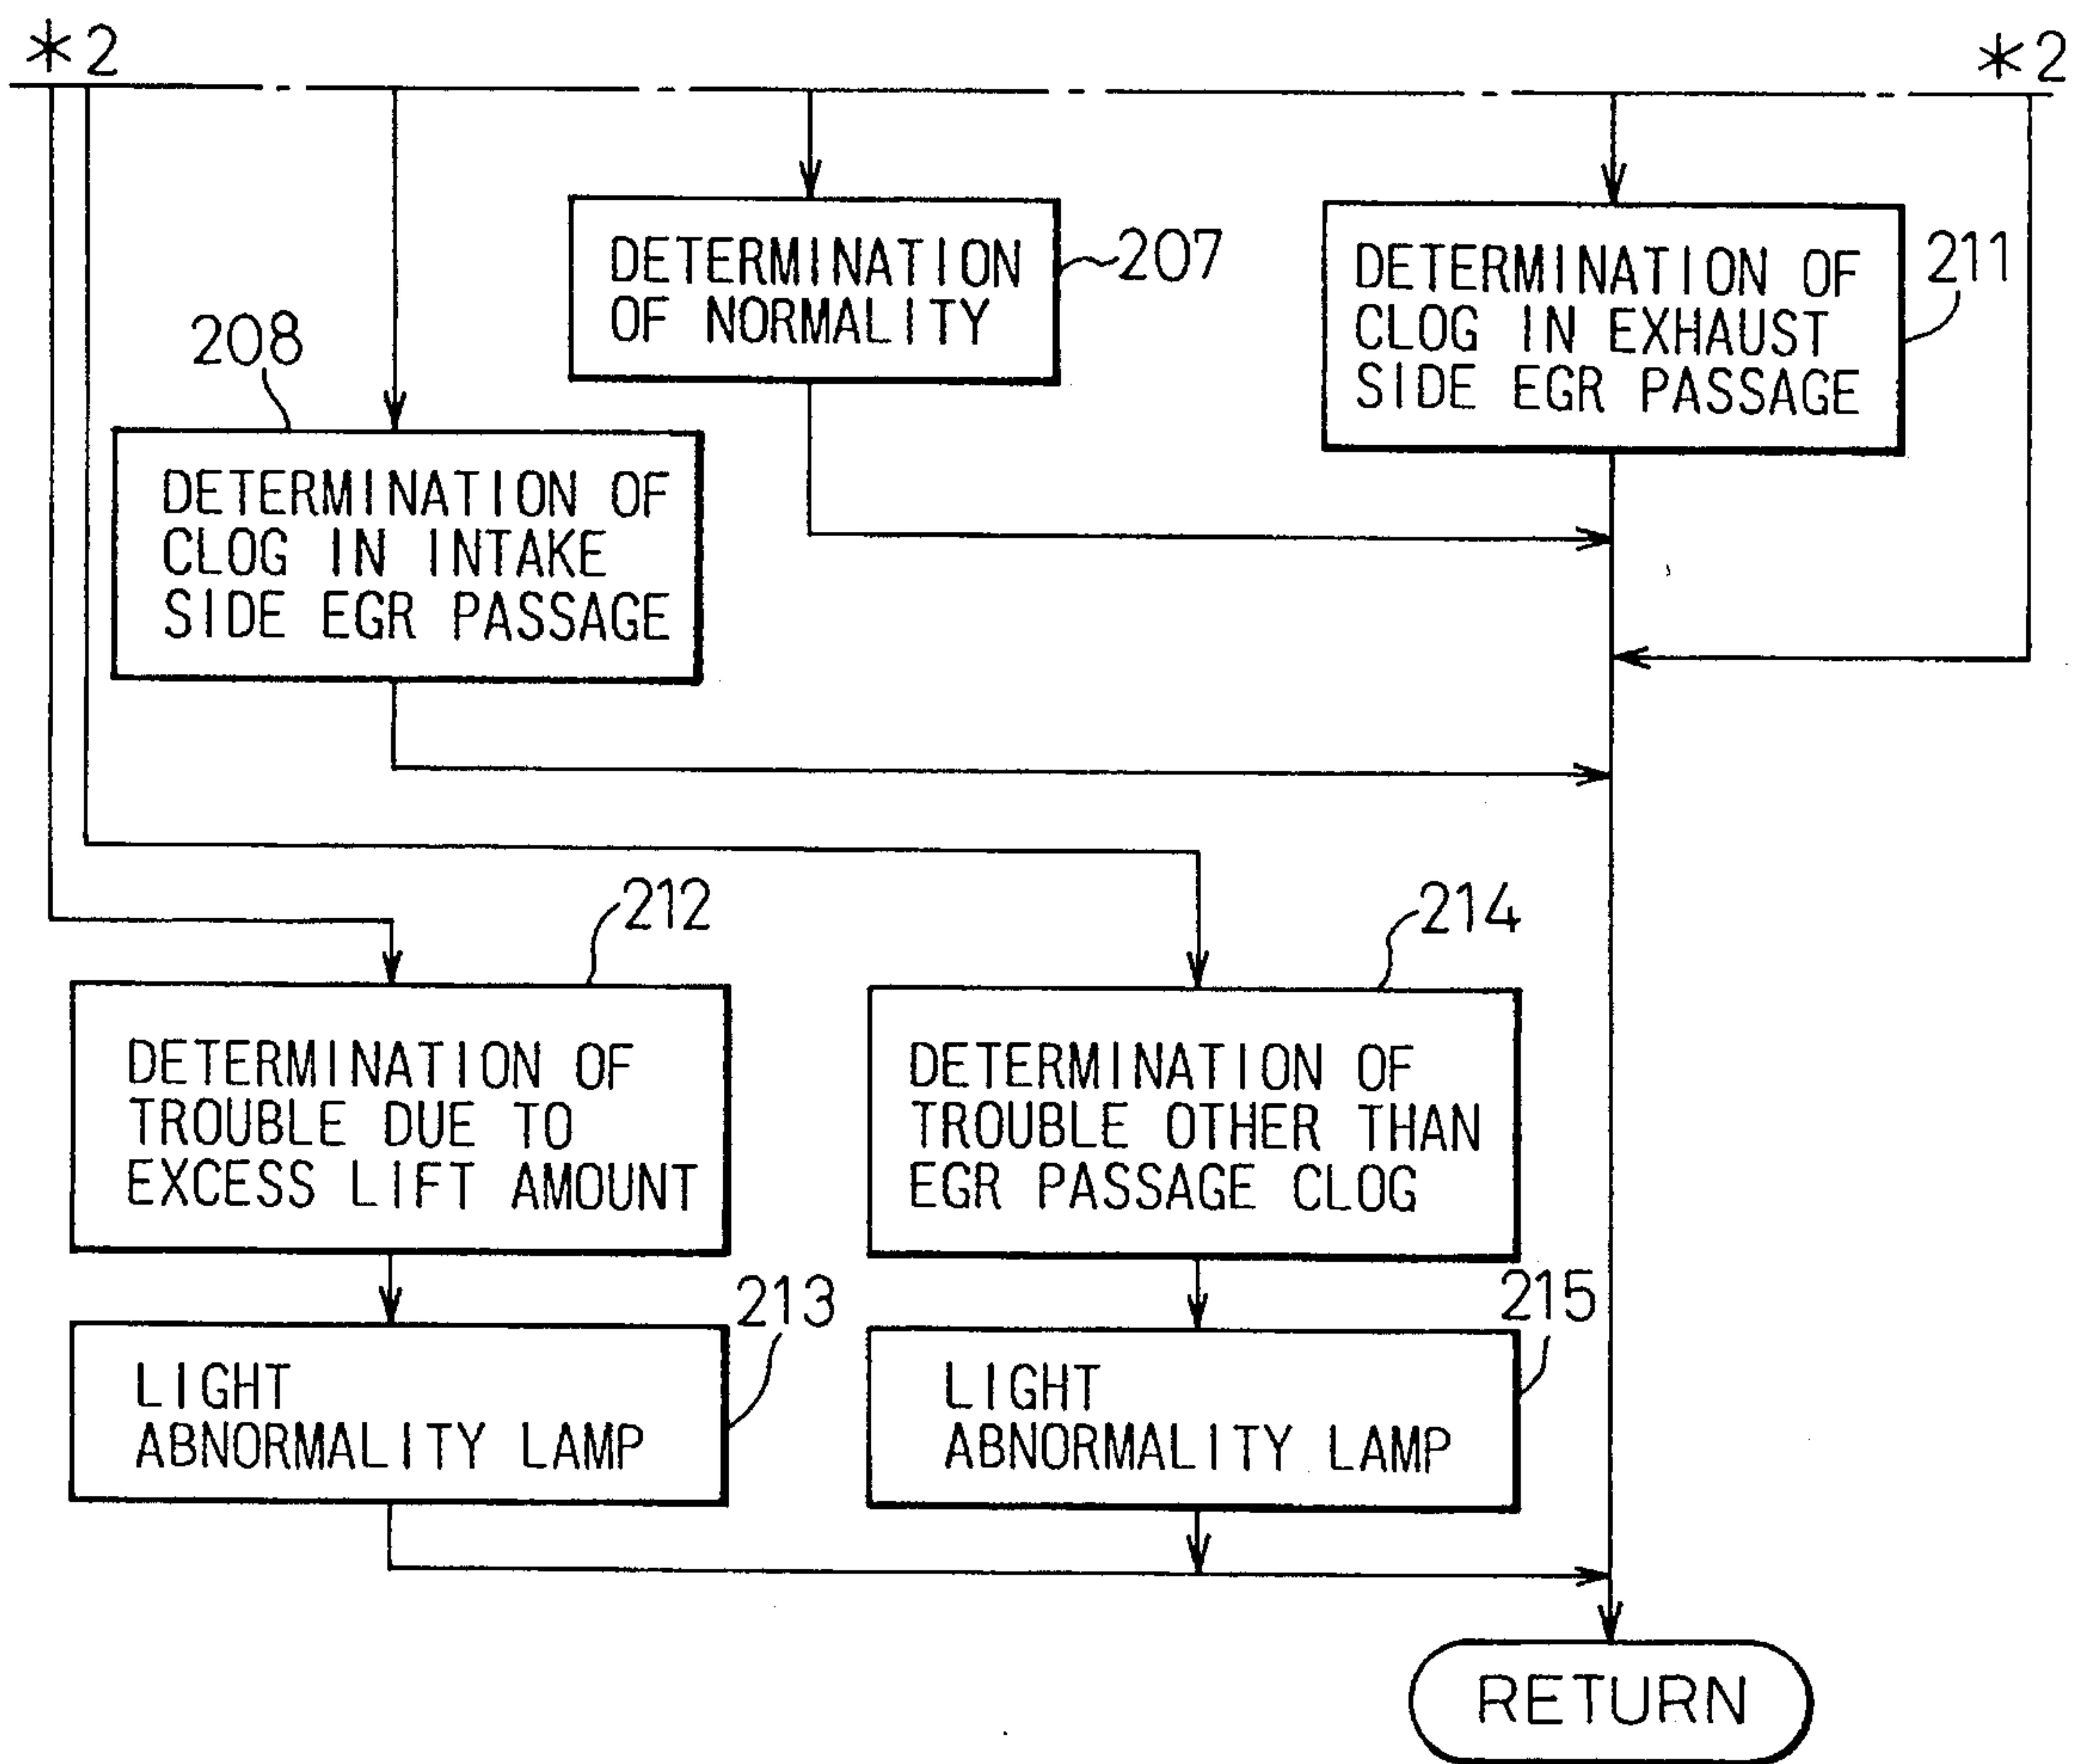 *2
*2
DETERMINATION
OF NORMALITY
207
DETERMINATION OF
CLOG IN EXHAUST
SIDE EGR PASSAGE
211
208
DETERMINATION OF
CLOG IN INTAKE
SIDE EGR PASSAGE
212
DETERMINATION OF
TROUBLE DUE TO
EXCESS LIFT AMOUNT
214
DETERMINATION OF
TROUBLE OTHER THAN
EGR PASSAGE CLOG
213
LIGHT
ABNORMALITY LAMP
215
LIGHT
ABNORMALITY LAMP
RETURN